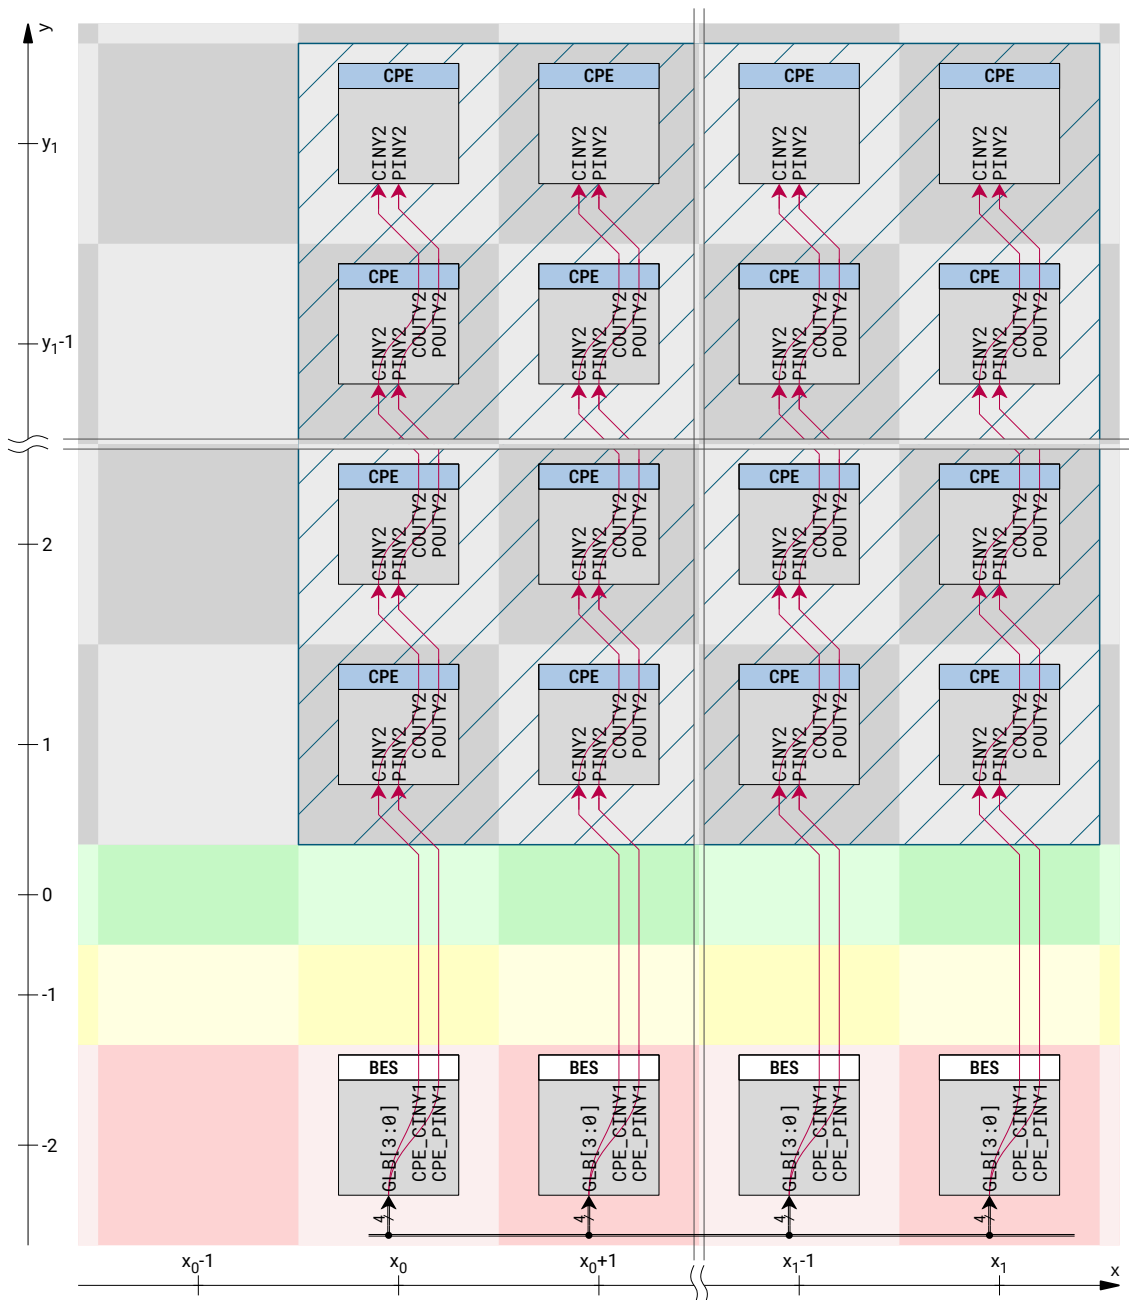 y
CPE CPE CPE CPE
y1
CINY2 PINY2 CINY2 PINY2 CINY2 PINY2 CINY2 PINY2
CPE CPE CPE CPE
y1-1
CINY2 PINY2 COUTY2 POUTY2 CINY2 PINY2 COUTY2 POUTY2 CINY2 PINY2 COUTY2 POUTY2 CINY2 PINY2 COUTY2 POUTY2
CPE CPE CPE CPE
2
CINY2 PINY2 COUTY2 POUTY2 CINY2 PINY2 COUTY2 POUTY2 CINY2 PINY2 COUTY2 POUTY2 CINY2 PINY2 COUTY2 POUTY2
CPE CPE CPE CPE
1
CINY2 PINY2 COUTY2 POUTY2 CINY2 PINY2 COUTY2 POUTY2 CINY2 PINY2 COUTY2 POUTY2 CINY2 PINY2 COUTY2 POUTY2
0
-1
BES BES BES BES
-2
GLB[3:0] CPE_CINY1 CPE_PINY1 GLB[3:0] CPE_CINY1 CPE_PINY1 GLB[3:0] CPE_CINY1 CPE_PINY1 GLB[3:0] CPE_CINY1 CPE_PINY1
4 4 4 4
x0-1 x0 x0+1 x1-1 x1 x